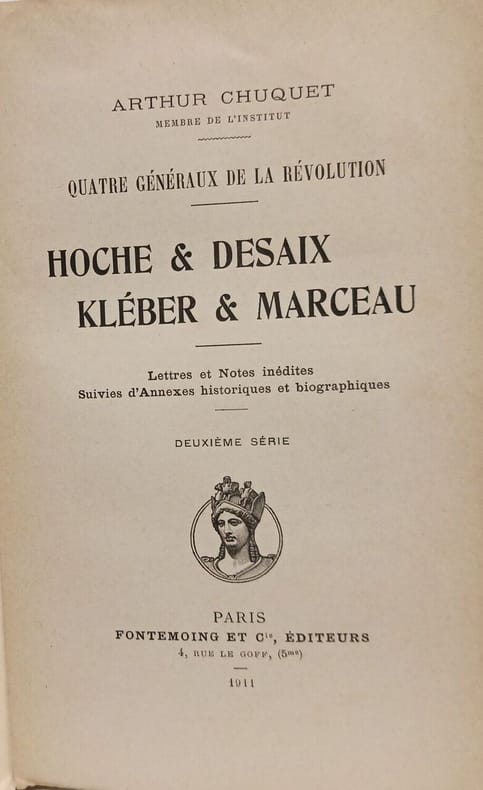 ARTHUR CHUQUET
MEMBRE DE L'INSTITUT
QUATRE GÉNÉRAUX DE LA RÉVOLUTION
HOCHE & DESAIX
KLÉBER & MARCEAU
Lettres et Notes inédites
Suivies d'Annexes historiques et biographiques
DEUXIÈME SÉRIE
PARIS
FONTEMOING ET Cie, ÉDITEURS
4, RUE LE GOFF, (5me)
1911